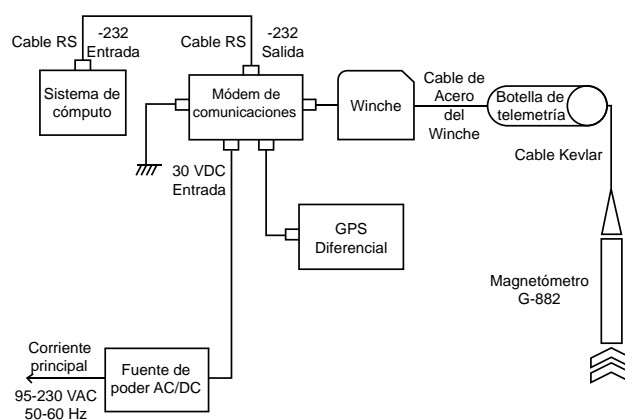 Cable RS
-232
Entrada
Cable RS
-232
Salida
Sistema de
cómputo
Módem de
comunicaciones
Winche
Cable de
Acero
del
Winche
Botella de
telemetría
Cable Kevlar
30 VDC
Entrada
GPS
Diferencial
Magnetómetro
G-882
Corriente
principal
95-230 VAC
50-60 Hz
Fuente de
poder AC/DC